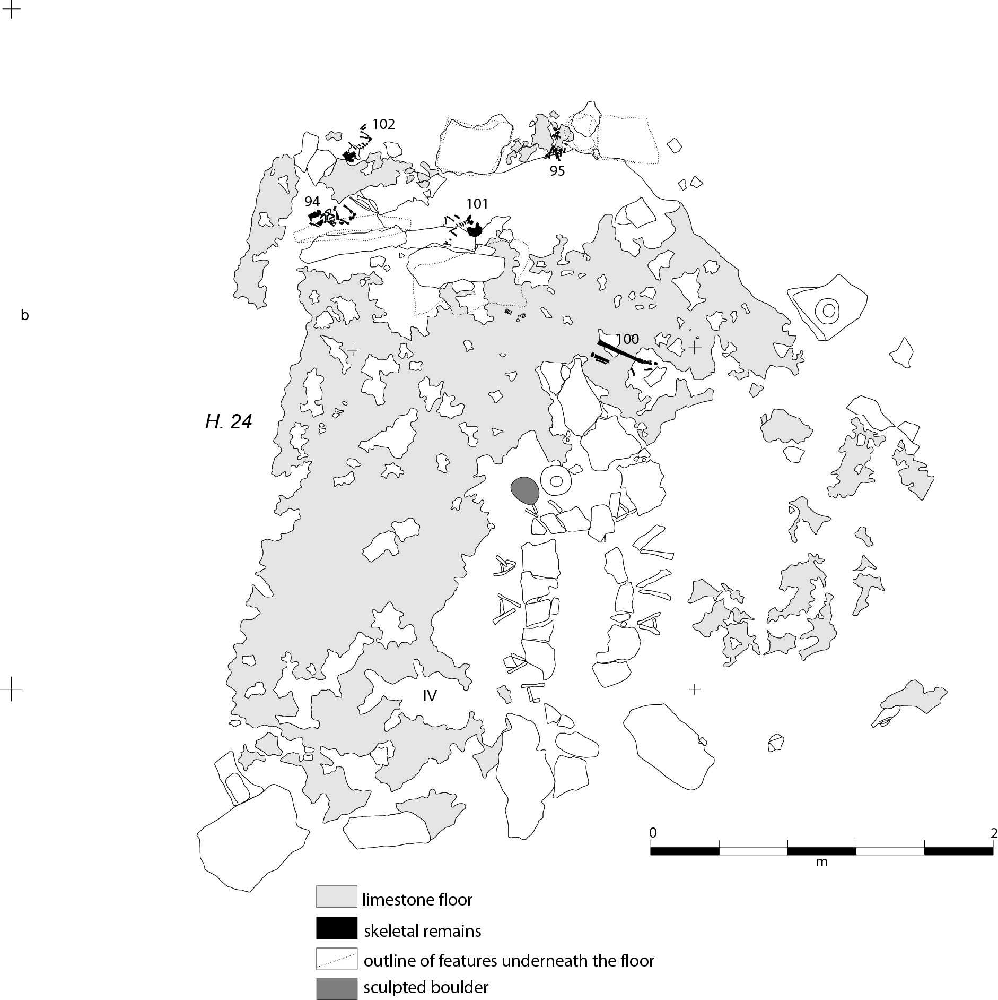 102
95
94
101
b
100
H. 24
IV
0
2
m
limestone floor
skeletal remains
outline of features underneath the floor
sculpted boulder